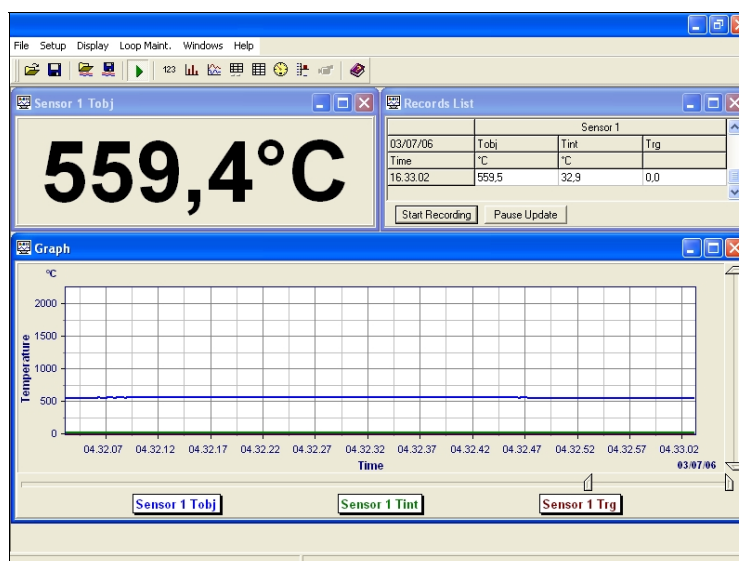 File Setup Display Loop Maint. Windows Help
123
Sensor 1 Tobj
559,4°C
Records List
Sensor 1
03/07/06 Tobj Tint Trg
Time °C °C
16.33.02 559,5 32,9 0,0
Start Recording Pause Update
Graph
°C
2000
1500
1000
500
0
Temperature
04.32.07 04.32.12 04.32.17 04.32.22 04.32.27 04.32.32 04.32.37 04.32.42 04.32.47 04.32.52 04.32.57 04.33.02
Time
03/07/06
Sensor 1 Tobj Sensor 1 Tint Sensor 1 Trg